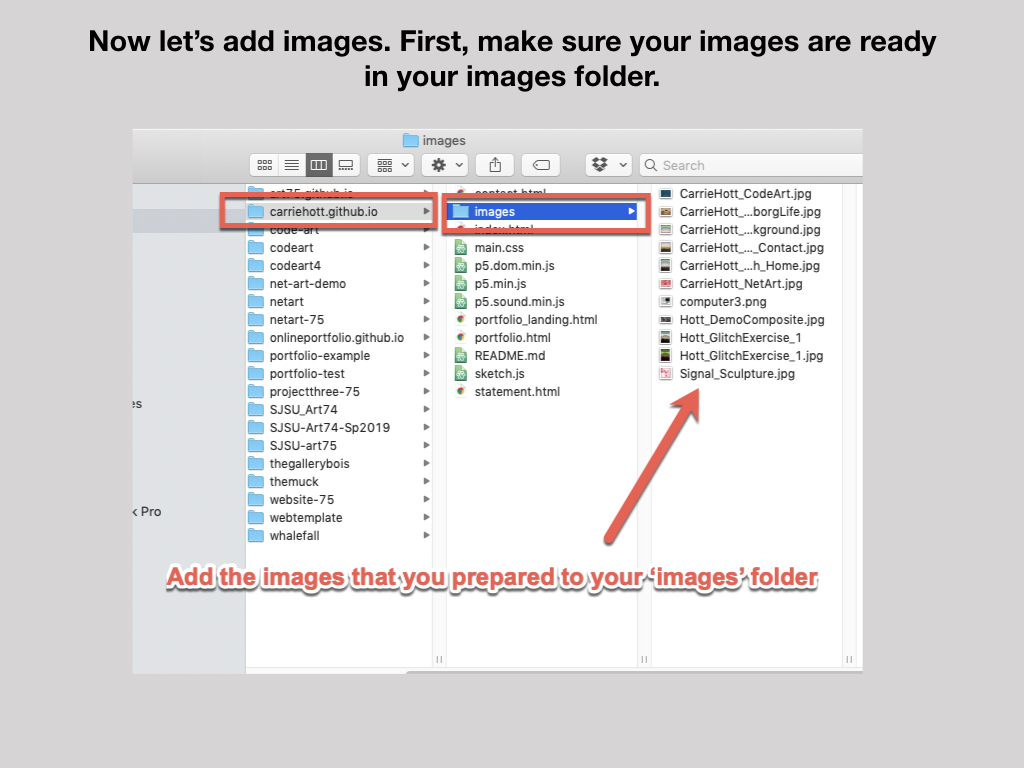 Now let’s add images. First, make sure your images are ready
in your images folder.
images
Search
art75.github.io
carriehott.github.io
code-art
codeart
codeart4
net-art-demo
netart
netart-75
onlineportfolio.github.io
portfolio-example
portfolio-test
projectthree-75
SJSU_Art74
SJSU-Art74-Sp2019
SJSU-art75
thegallerybois
themuck
website-75
webtemplate
whalefall
contact.html
images
index.html
main.css
p5.dom.min.js
p5.min.js
p5.sound.min.js
portfolio_landing.html
portfolio.html
README.md
sketch.js
statement.html
CarrieHott_CodeArt.jpg
CarrieHott_...borgLife.jpg
CarrieHott_...kground.jpg
CarrieHott_..._Contact.jpg
CarrieHott_...h_Home.jpg
CarrieHott_NetArt.jpg
computer3.png
Hott_DemoComposite.jpg
Hott_GlitchExercise_1
Hott_GlitchExercise_1.jpg
Signal_Sculpture.jpg
es
k Pro
Add the images that you prepared to your ‘images’ folder